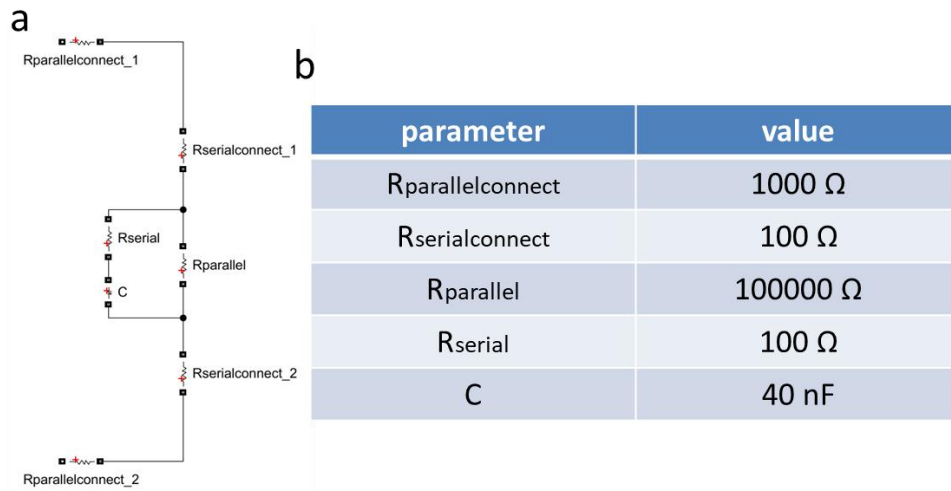 a
Rparallelconnect_1
Rserialconnect_1
Rserial
Rparallel
C
Rserialconnect_2
Rparallelconnect_2
b
parameter value
Rparallelconnect 1000 Ω
Rserialconnect 100 Ω
Rparallel 100000 Ω
Rserial 100 Ω
C 40 nF